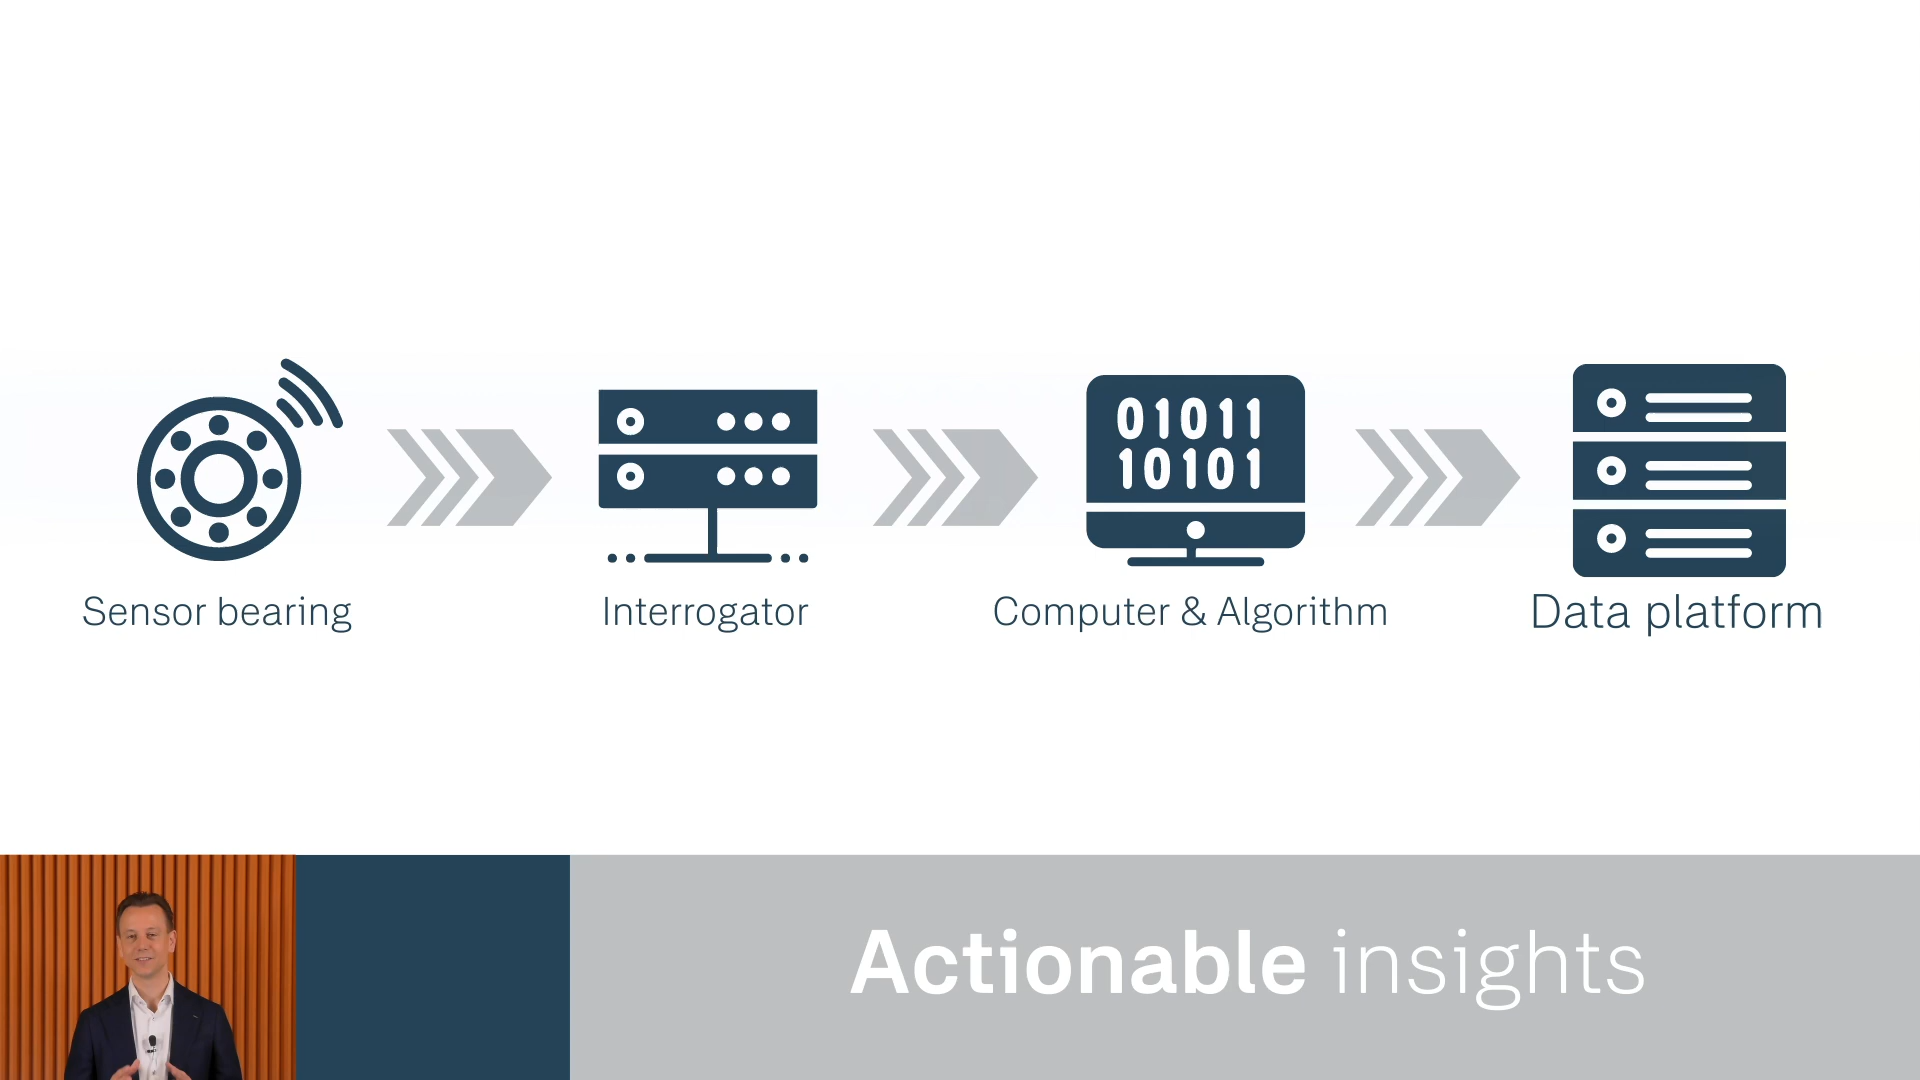 01011
10101
Sensor bearing
Interrogator
Computer & Algorithm
Data platform
Actionable insights